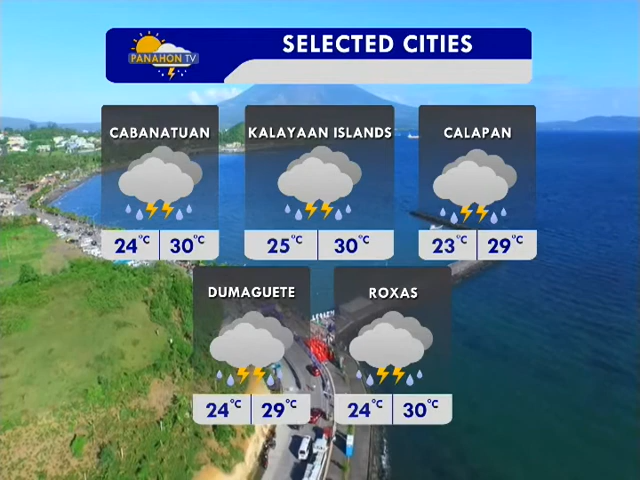 PANAHON TV
SELECTED CITIES
CABANATUAN
24°C 30°C
KALAYAAN ISLANDS
25°C 30°C
CALAPAN
23°C 29°C
DUMAGUETE
24°C 29°C
ROXAS
24°C 30°C